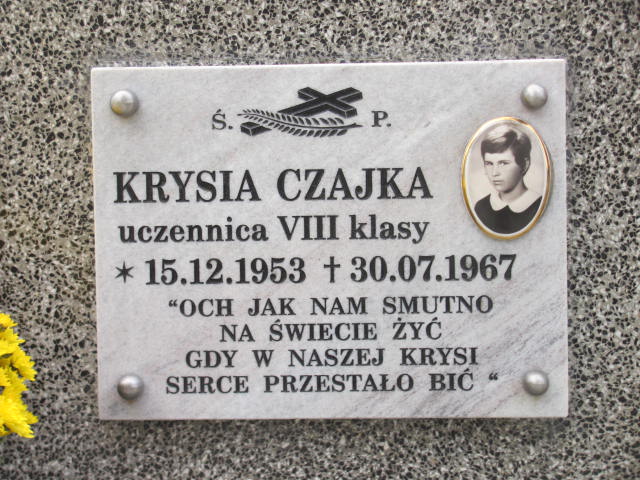 Ś. P.
KRYSIA CZAJKA
uczennica VIII klasy
* 15.12.1953 † 30.07.1967
"OCH JAK NAM SMUTNO
NA ŚWIECIE ŻYĆ
GDY W NASZEJ KRYSI
SERCE PRZESTAŁO BIĆ "